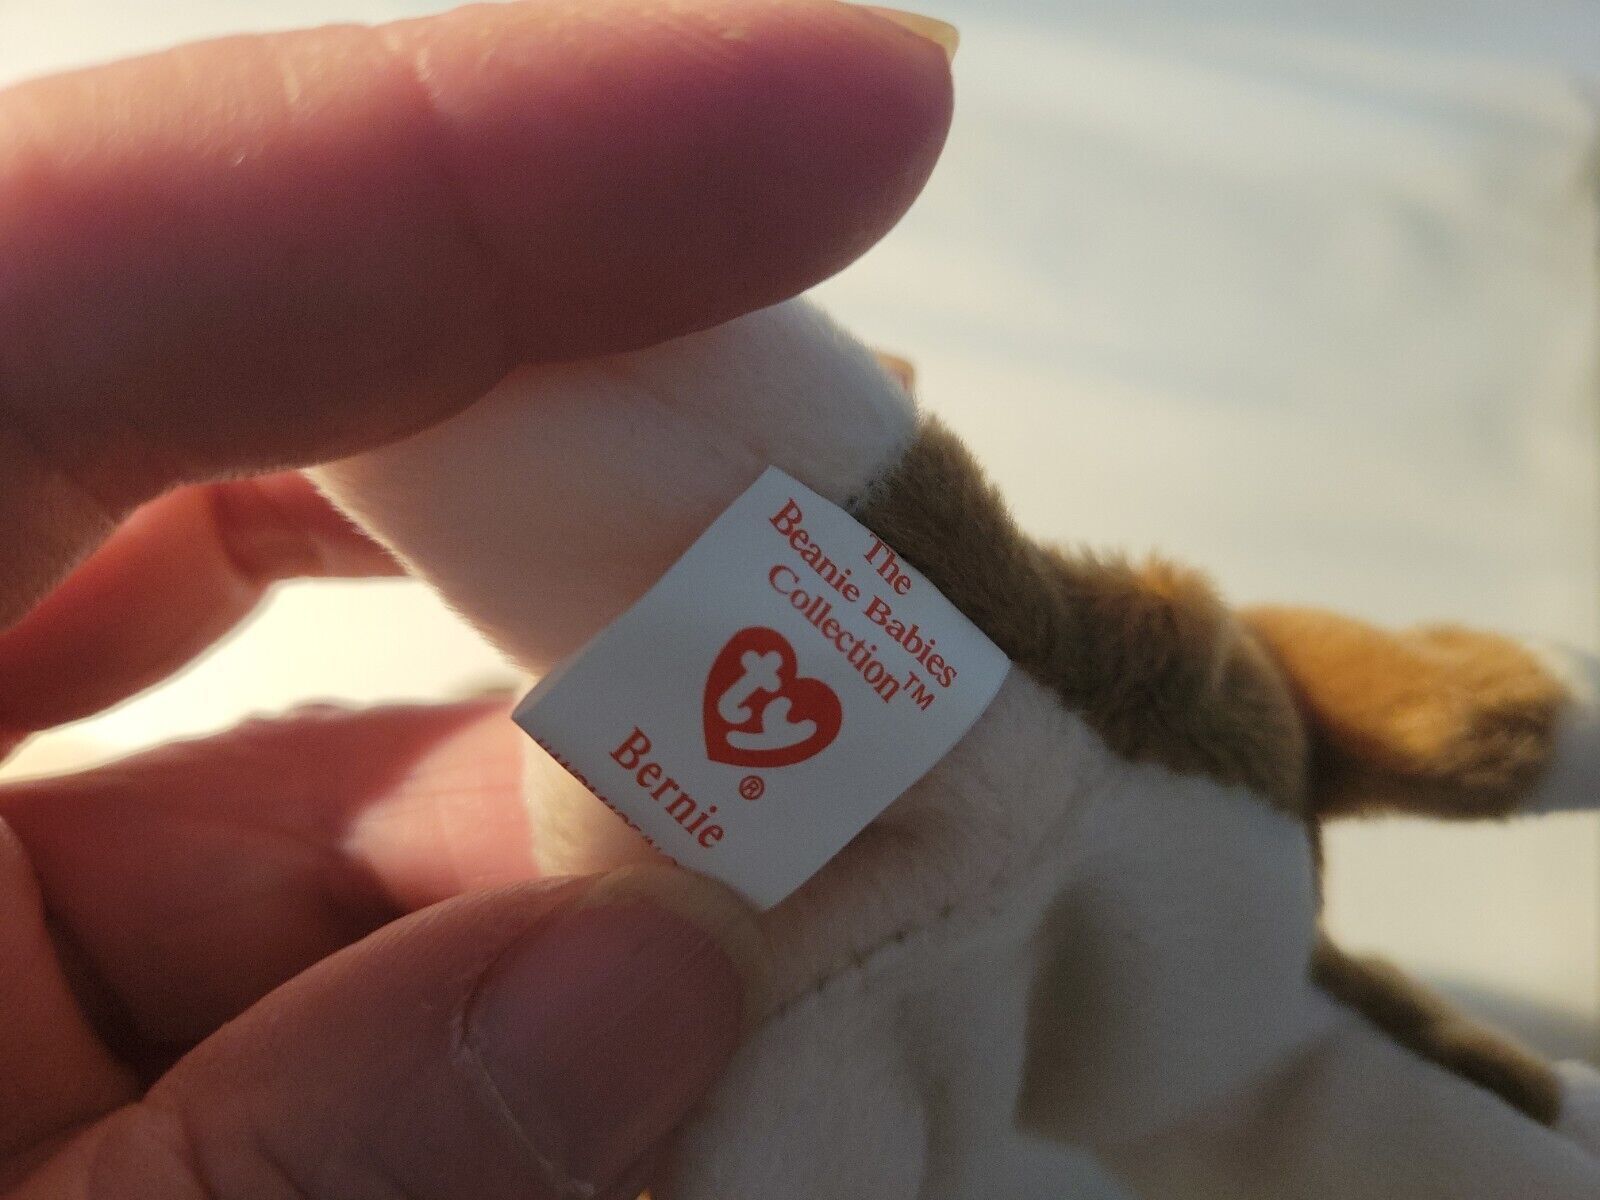 The
Beanie Babies
Collection™
ty
®
Bernie